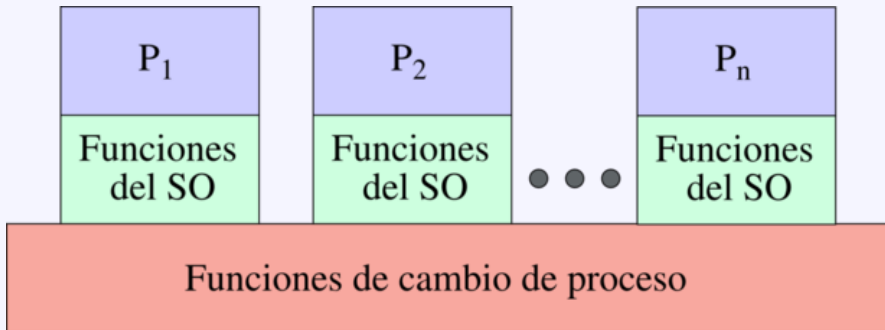 P1
P2
Pn
Funciones
del SO
Funciones
del SO
Funciones
del SO
Funciones de cambio de proceso